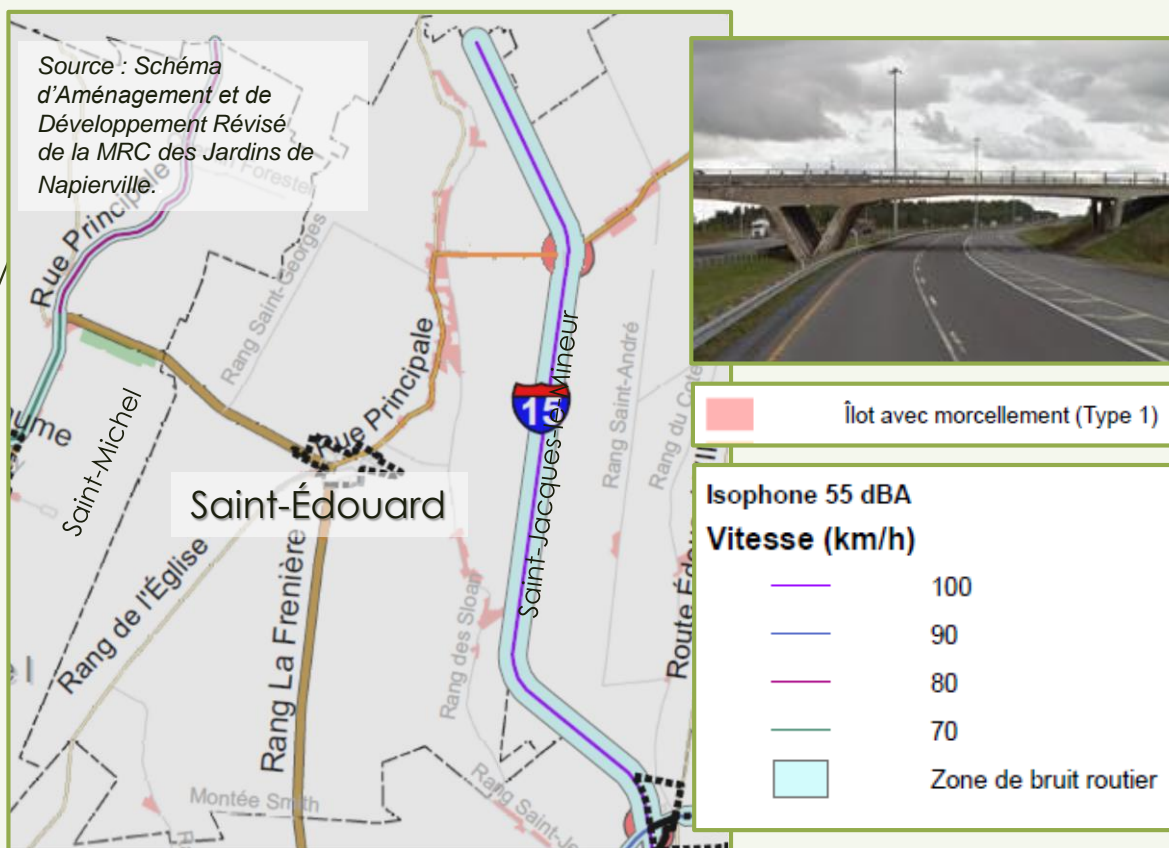 Source : Schéma
d'Aménagement et de
Développement Révisé
de la MRC des Jardins de
Napierville.
Rue Principale
Rang Saint-Georges
Rue Principale
15
Saint-Jacques-le-Mineur
Rang Saint-André
Saint-Michel
Saint-Édouard
Rang de l'Église
Rang La Frenière
Rang des Sloan
Montée Smith
Îlot avec morcellement (Type 1)
Isophone 55 dBA
Vitesse (km/h)
100
90
80
70
Zone de bruit routier